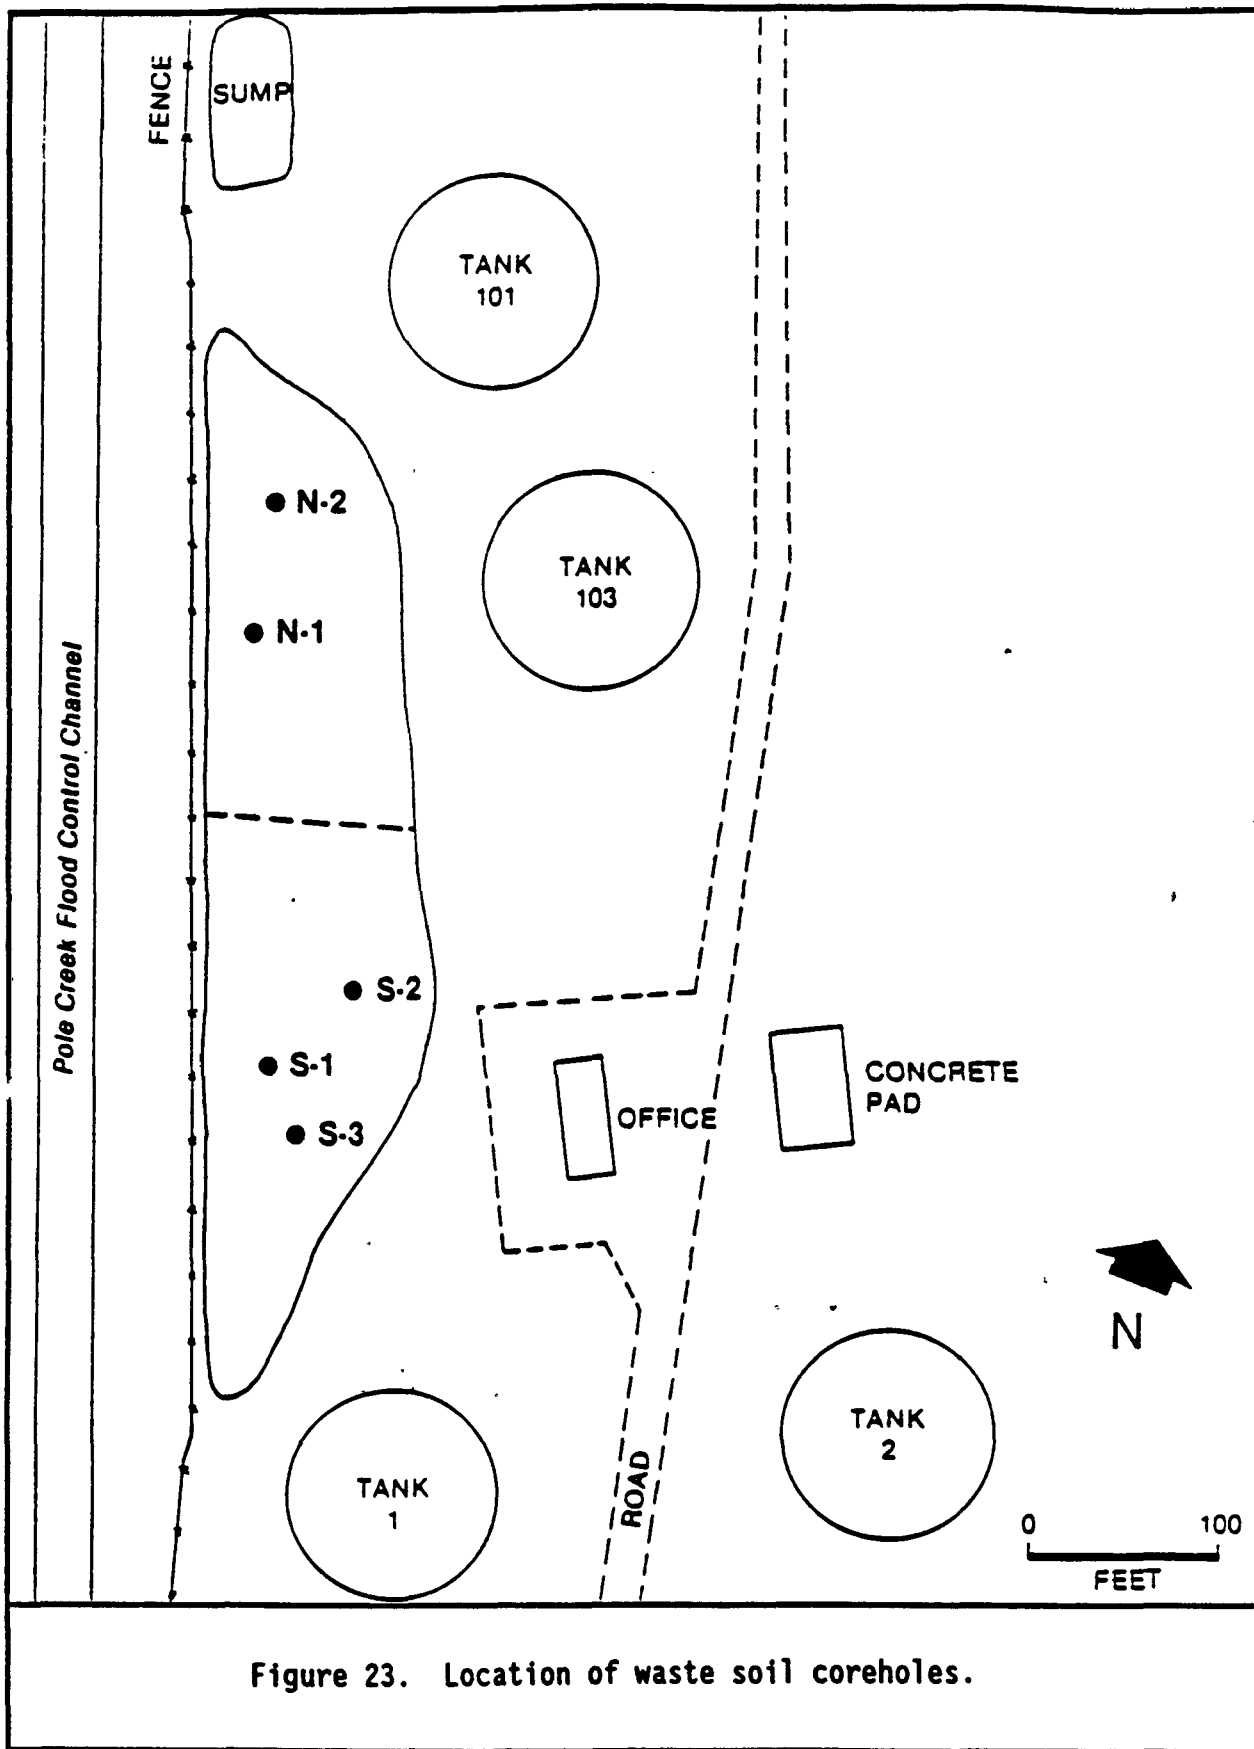 FENCE
SUMP
TANK
101
TANK
103
N-2
N-1
Pole Creek Flood Control Channel
S-2
S-1
S-3
OFFICE
CONCRETE
PAD
N
TANK
1
TANK
2
ROAD
0 100
FEET
Figure 23. Location of waste soil coreholes.